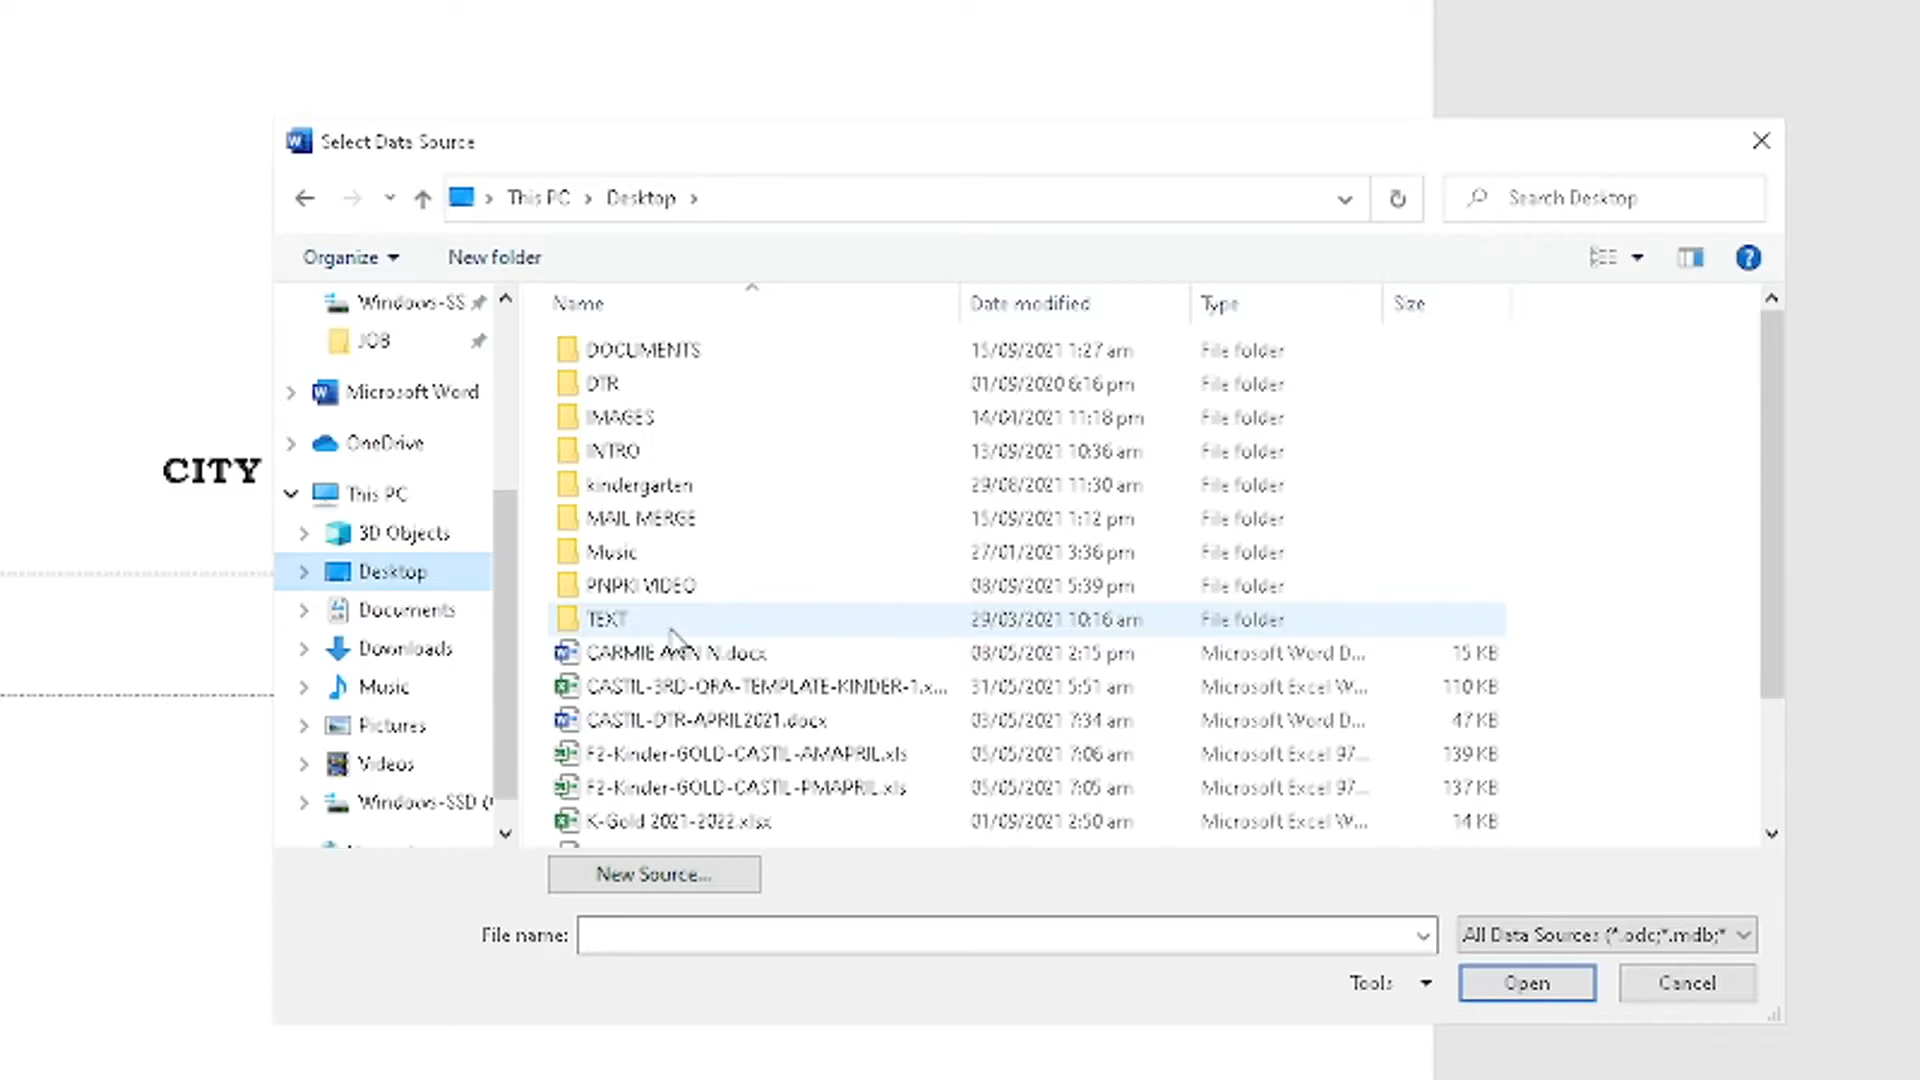 Select Data Source
This PC > Desktop >
Search Desktop
Organize
New folder
Windows-SS
JOB
Microsoft Word
OneDrive
This PC
3D Objects
Desktop
Documents
Downloads
Music
Pictures
Videos
Windows-SSD (
Name Date modified Type Size
DOCUMENTS 15/09/2021 1:27 am File folder
DTR 01/09/2020 6:16 pm File folder
IMAGES 14/04/2021 11:18 pm File folder
INTRO 13/09/2021 10:36 am File folder
kindergarten 29/08/2021 11:30 am File folder
MAIL MERGE 15/09/2021 1:12 pm File folder
Music 27/01/2021 3:36 pm File folder
PNPKI VIDEO 08/09/2021 5:39 pm File folder
TEXT 29/03/2021 10:16 am File folder
CARMIE ANN N.docx 08/05/2021 2:15 pm Microsoft Word D... 15 KB
CASTIL-3RD-QRA-TEMPLATE-KINDER-1.x... 31/05/2021 5:51 am Microsoft Excel W... 110 KB
CASTIL-DTR-APRIL2021.docx 03/05/2021 7:34 am Microsoft Word D... 47 KB
F2-Kinder-GOLD-CASTIL-AMAPRIL.xls 05/05/2021 7:06 am Microsoft Excel 97... 139 KB
F2-Kinder-GOLD-CASTIL-PMAPRIL.xls 05/05/2021 7:05 am Microsoft Excel 97... 137 KB
K-Gold 2021-2022.xlsx 01/09/2021 2:50 am Microsoft Excel W... 14 KB
New Source...
File name:
All Data Sources (*.odc;*.mdb;*
Tools
Open
Cancel
CITY